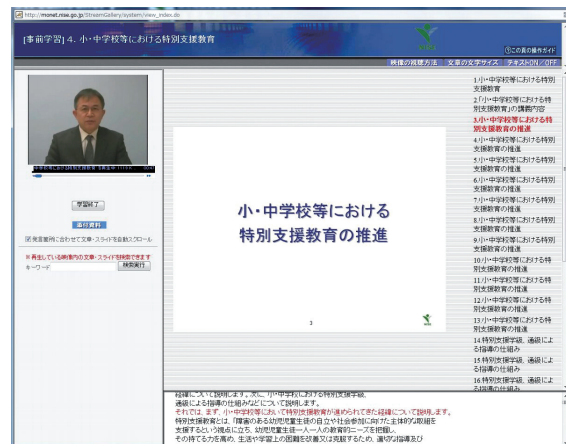 http://monet.nise.go.jp/StreamGallery/system/view_index.do
[事前学習] 4. 小・中学校等における特別支援教育
この頁の操作ガイド
映像の視聴方法 文章の文字サイズ テキストON/OFF
学習終了
添付資料
発言箇所に合わせて文章・スライドを自動スクロール
※再生している映像内の文章・スライドを検索できます
キーワード 検索実行
小・中学校等における
特別支援教育の推進
3
1.小・中学校等における特別
支援教育
2.「小・中学校等における特
別支援教育」の講義内容
3.小・中学校等における特
別支援教育の推進
4.小・中学校等における特別
支援教育の推進
5.小・中学校等における特別
支援教育の推進
6.小・中学校等における特別
支援教育の推進
7.小・中学校等における特別
支援教育の推進
8.小・中学校等における特別
支援教育の推進
9.小・中学校等における特別
支援教育の推進
10.小・中学校等における特
別支援教育の推進
11.小・中学校等における特
別支援教育の推進
12.小・中学校等における特
別支援教育の推進
13.小・中学校等における特
別支援教育の推進
14.特別支援学級、通級によ
る指導の仕組み
15.特別支援学級、通級によ
る指導の仕組み
16.特別支援学級、通級によ
る指導の仕組み
経緯について説明します。次に、小・中学校における特別支援学級、
通級による指導の仕組みなどについて説明します。
それでは、まず、小・中学校等において特別支援教育が進められてきた経緯について説明します。
特別支援教育とは、「障害のある幼児児童生徒の自立や社会参加に向けた主体的な取組を
支援するという視点に立ち、幼児児童生徒一人一人の教育的ニーズを把握し、
その持てる力を高め、生活や学習上の困難を改善又は克服するため、適切な指導及び